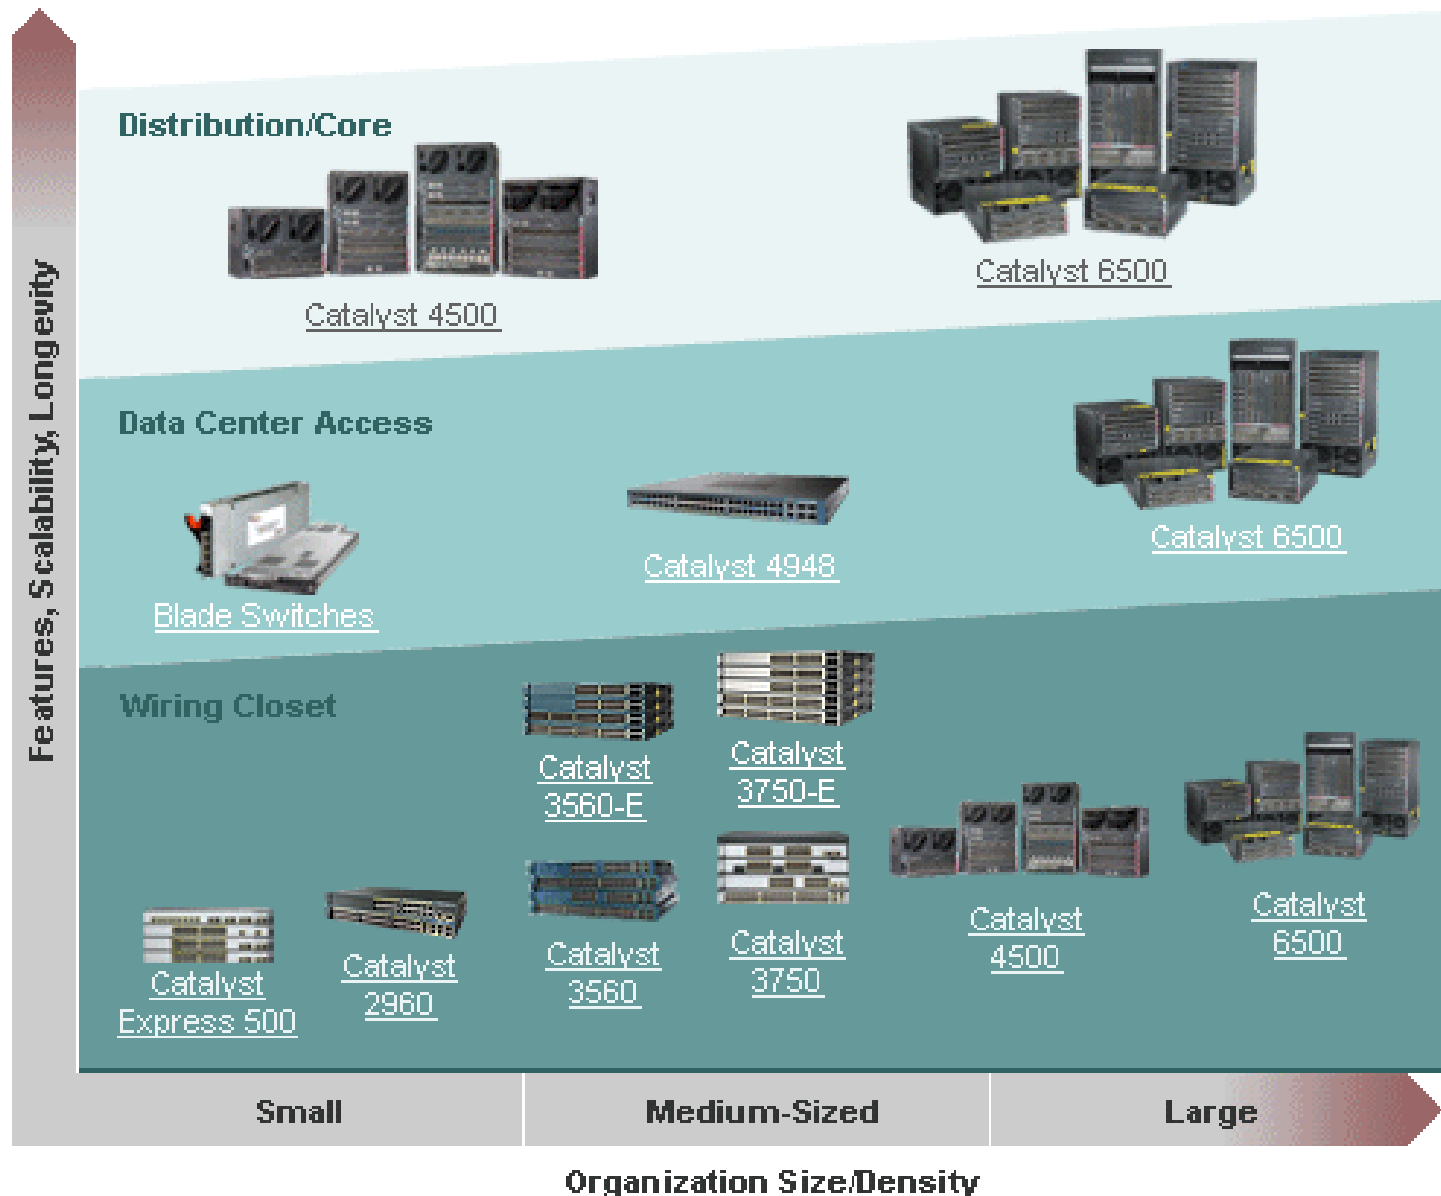 Features, Scalability, Longevity
Distribution/Core
Catalyst 4500
Catalyst 6500
Data Center Access
Blade Switches
Catalyst 4948
Catalyst 6500
Wiring Closet
Catalyst
3560-E
Catalyst
3750-E
Catalyst
Express 500
Catalyst
2960
Catalyst
3560
Catalyst
3750
Catalyst
4500
Catalyst
6500
Small
Medium-Sized
Large
Organization Size/Density